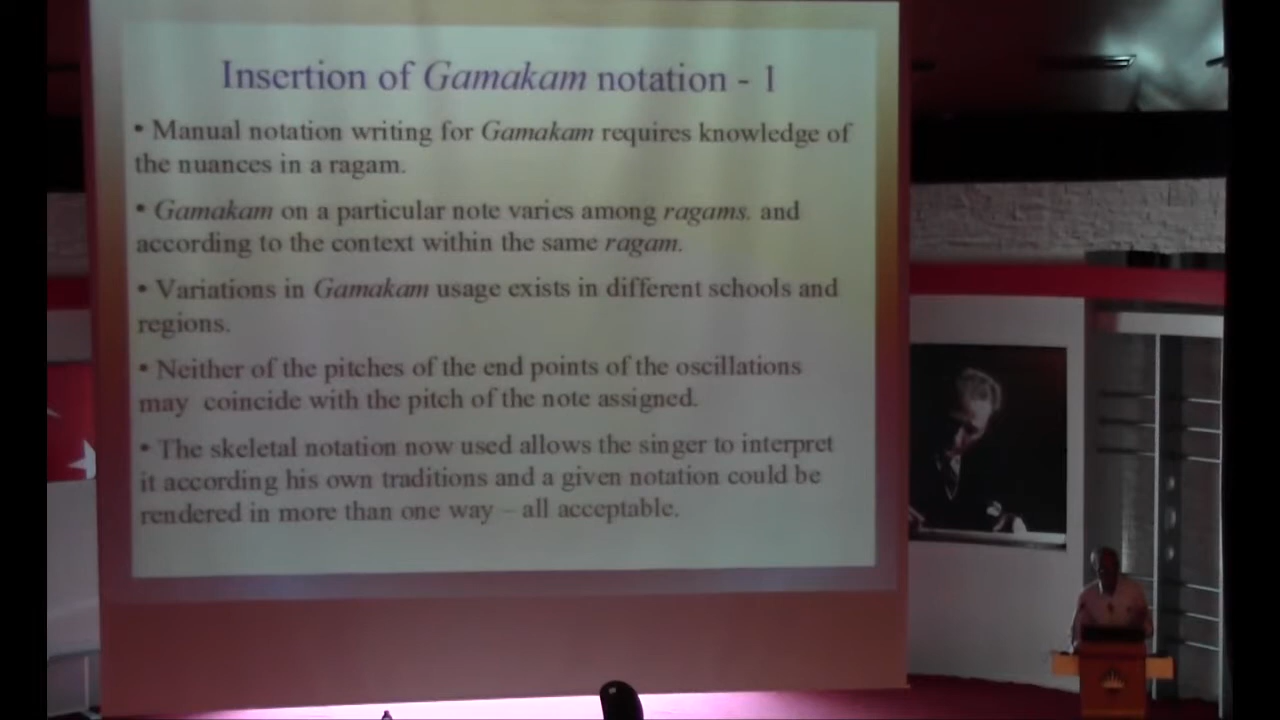 Insertion of Gamakam notation - 1
• Manual notation writing for Gamakam requires knowledge of
the nuances in a ragam.
• Gamakam on a particular note varies among ragams. and
according to the context within the same ragam.
• Variations in Gamakam usage exists in different schools and
regions.
• Neither of the pitches of the end points of the oscillations
may coincide with the pitch of the note assigned.
• The skeletal notation now used allows the singer to interpret
it according his own traditions and a given notation could be
rendered in more than one way – all acceptable.